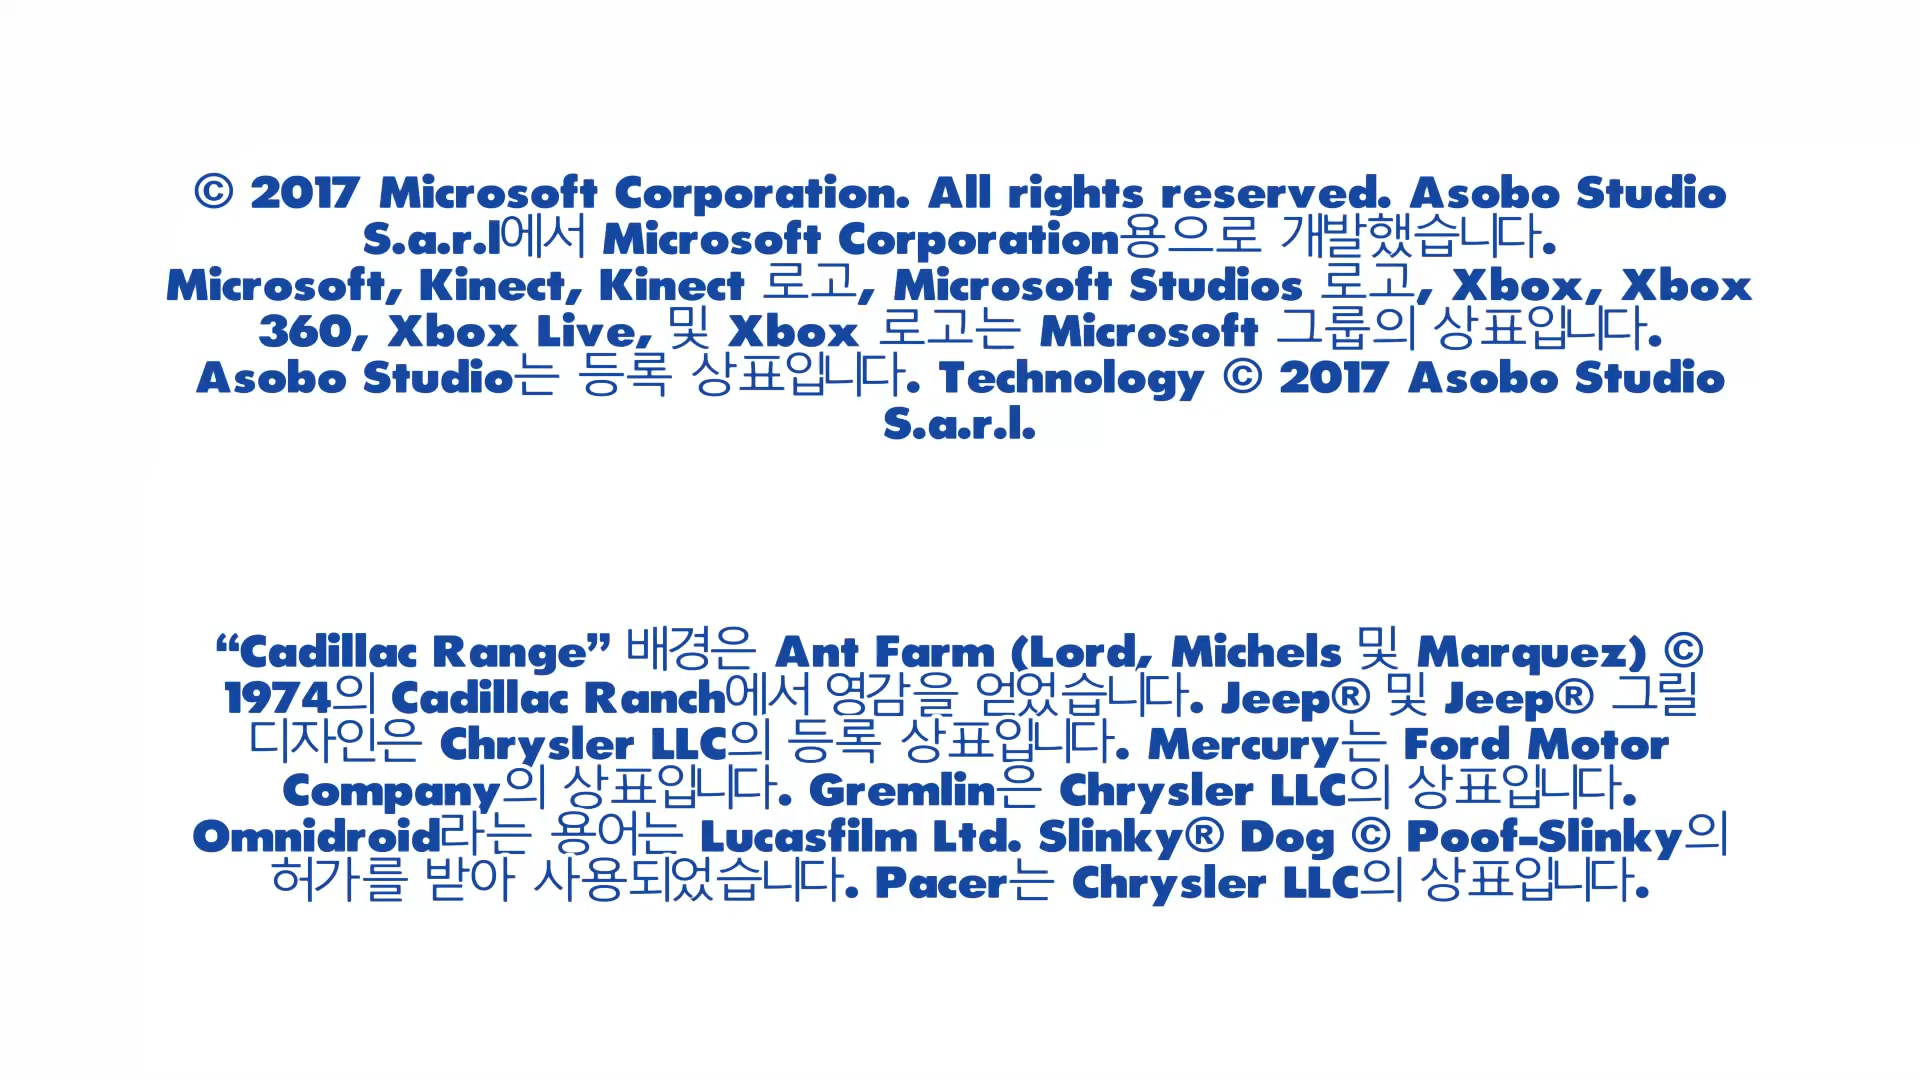 © 2017 Microsoft Corporation. All rights reserved. Asobo Studio
S.a.r.l에서 Microsoft Corporation용으로 개발했습니다.
Microsoft, Kinect, Kinect 로고, Microsoft Studios 로고, Xbox, Xbox
360, Xbox Live, 및 Xbox 로고는 Microsoft 그룹의 상표입니다.
Asobo Studio는 등록 상표입니다. Technology © 2017 Asobo Studio
S.a.r.l.
“Cadillac Range” 배경은 Ant Farm (Lord, Michels 및 Marquez) ©
1974의 Cadillac Ranch에서 영감을 얻었습니다. Jeep® 및 Jeep® 그릴
디자인은 Chrysler LLC의 등록 상표입니다. Mercury는 Ford Motor
Company의 상표입니다. Gremlin은 Chrysler LLC의 상표입니다.
Omnidroid라는 용어는 Lucasfilm Ltd. Slinky® Dog © Poof-Slinky의
허가를 받아 사용되었습니다. Pacer는 Chrysler LLC의 상표입니다.